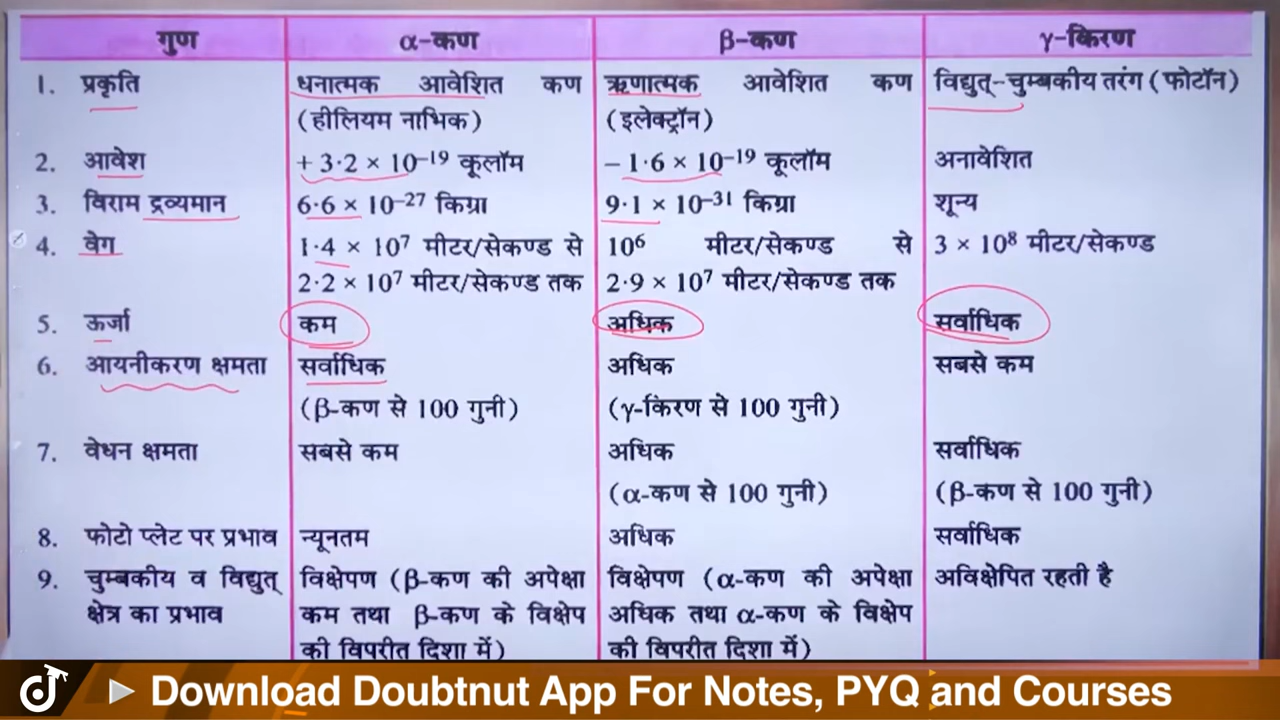 गुण α-कण β-कण γ-किरण
1. प्रकृति धनात्मक आवेशित कण ऋणात्मक आवेशित कण विद्युत्-चुम्बकीय तरंग (फोटॉन)
(हीलियम नाभिक) (इलेक्ट्रॉन)
2. आवेश + 3·2 × 10⁻¹⁹ कूलॉम – 1·6 × 10⁻¹⁹ कूलॉम अनावेशित
3. विराम द्रव्यमान 6·6 × 10⁻²⁷ किग्रा 9·1 × 10⁻³¹ किग्रा शून्य
4. वेग 1·4 × 10⁷ मीटर/सेकण्ड से 10⁶ मीटर/सेकण्ड से 3 × 10⁸ मीटर/सेकण्ड
2·2 × 10⁷ मीटर/सेकण्ड तक 2·9 × 10⁷ मीटर/सेकण्ड तक
5. ऊर्जा कम अधिक सर्वाधिक
6. आयनीकरण क्षमता सर्वाधिक अधिक सबसे कम
(β-कण से 100 गुनी) (γ-किरण से 100 गुनी)
7. वेधन क्षमता सबसे कम अधिक सर्वाधिक
(α-कण से 100 गुनी) (β-कण से 100 गुनी)
8. फोटो प्लेट पर प्रभाव न्यूनतम अधिक सर्वाधिक
9. चुम्बकीय व विद्युत् विक्षेपण (β-कण की अपेक्षा विक्षेपण (α-कण की अपेक्षा अविक्षेपित रहती है
क्षेत्र का प्रभाव कम तथा β-कण के विक्षेप अधिक तथा α-कण के विक्षेप
की विपरीत दिशा में) की विपरीत दिशा में)
Download Doubtnut App For Notes, PYQ and Courses